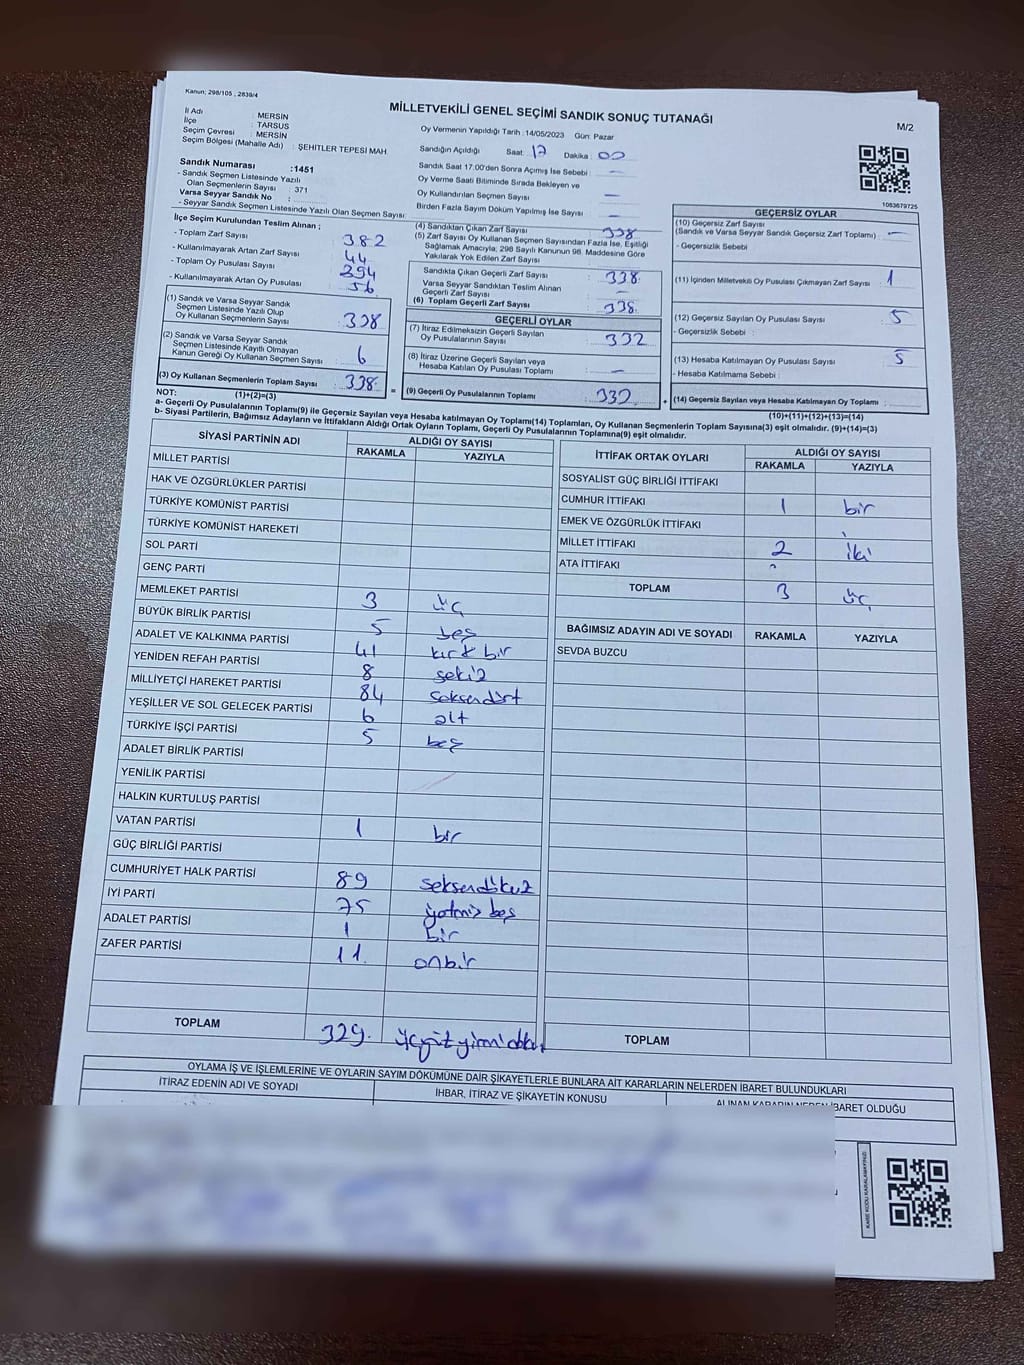 Kanun; 298/105 , 2839/4
MİLLETVEKİLİ GENEL SEÇİMİ SANDIK SONUÇ TUTANAĞI
M/2
İl Adı : MERSİN
İlçe : TARSUS
Seçim Çevresi : MERSİN
Seçim Bölgesi (Mahalle Adı) : ŞEHİTLER TEPESİ MAH.
Oy Vermenin Yapıldığı Tarih : 14/05/2023 Gün: Pazar
Sandığın Açıldığı Saat: 17 Dakika : 00
Sandık Saat 17:00'den Sonra Açımış İse Sebebi : —
Oy Verme Saati Bitiminde Sırada Bekleyen ve
Oy Kullandırılan Seçmen Sayısı : —
Birden Fazla Sayım Döküm Yapılmış İse Sayısı : —
Sandık Numarası :1451
- Sandık Seçmen Listesinde Yazılı
Olan Seçmenlerin Sayısı : 371
Varsa Seyyar Sandık No :
- Seyyar Sandık Seçmen Listesinde Yazılı Olan Seçmen Sayısı:
1083679725
İlçe Seçim Kurulundan Teslim Alınan ;
- Toplam Zarf Sayısı : 382
- Kullanılmayarak Artan Zarf Sayısı : 44
- Toplam Oy Pusulası Sayısı : 394
- Kullanılmayarak Artan Oy Pusulası : 56
(1) Sandık ve Varsa Seyyar Sandık
Seçmen Listesinde Yazılı Olup
Oy Kullanan Seçmenlerin Sayısı :
(2) Sandık ve Varsa Seyyar Sandık
Seçmen Listesinde Kayıtlı Olmayan
Kanun Gereği Oy Kullanan Seçmen Sayısı : 6
(3) Oy Kullanan Seçmenlerin Toplam Sayısı : 338
(1)+(2)=(3)
(4) Sandıktan Çıkan Zarf Sayısı : 338
(5) Zarf Sayısı Oy Kullanan Seçmen Sayısından Fazla İse, Eşitliği
Sağlamak Amacıyla; 298 Sayılı Kanunun 98. Maddesine Göre
Yakılarak Yok Edilen Zarf Sayısı : —
Sandıkta Çıkan Geçerli Zarf Sayısı : 338
Varsa Seyyar Sandıktan Teslim Alınan
Geçerli Zarf Sayısı : —
(6) Toplam Geçerli Zarf Sayısı : 338
GEÇERLİ OYLAR
(7) İtiraz Edilmeksizin Geçerli Sayılan
Oy Pusulalarının Sayısı : 332
(8) İtiraz Üzerine Geçerli Sayılan veya
Hesaba Katılan Oy Pusulası Toplamı : —
= (9) Geçerli Oy Pusulalarının Toplamı : 332 +
GEÇERSİZ OYLAR
(10) Geçersiz Zarf Sayısı
(Sandık ve Varsa Seyyar Sandık Geçersiz Zarf Toplamı) : —
- Geçersizlik Sebebi :
(11) İçinden Milletvekili Oy Pusulası Çıkmayan Zarf Sayısı : 1
(12) Geçersiz Sayılan Oy Pusulası Sayısı : 5
- Geçersizlik Sebebi :
(13) Hesaba Katılmayan Oy Pusulası Sayısı : 5
- Hesaba Katılmama Sebebi :
(14) Geçersiz Sayılan veya Hesaba Katılmayan Oy Pusulası Toplamı :
(10)+(11)+(12)+(13)=(14)
NOT:
a- Geçerli Oy Pusulalarının Toplamı(9) ile Geçersiz Sayılan veya Hesaba katılmayan Oy Toplamı(14) Toplamları, Oy Kullanan Seçmenlerin Toplam Sayısına(3) eşit olmalıdır. (9)+(14)=(3)
b- Siyasi Partilerin, Bağımsız Adayların ve İttifakların Aldığı Ortak Oyların Toplamı, Geçerli Oy Pusulalarının Toplamına(9) eşit olmalıdır.
SİYASİ PARTİNİN ADI ALDIĞI OY SAYISI
RAKAMLA YAZIYLA
MİLLET PARTİSİ
HAK VE ÖZGÜRLÜKLER PARTİSİ
TÜRKİYE KOMÜNİST PARTİSİ
TÜRKİYE KOMÜNİST HAREKETİ
SOL PARTİ
GENÇ PARTİ
MEMLEKET PARTİSİ 3 üç
BÜYÜK BİRLİK PARTİSİ 5 beş
ADALET VE KALKINMA PARTİSİ 41 kırk bir
YENİDEN REFAH PARTİSİ 8 sekiz
MİLLİYETÇİ HAREKET PARTİSİ 84 seksendört
YEŞİLLER VE SOL GELECEK PARTİSİ 6 altı
TÜRKİYE İŞÇİ PARTİSİ 5 beş
ADALET BİRLİK PARTİSİ
YENİLİK PARTİSİ
HALKIN KURTULUŞ PARTİSİ
VATAN PARTİSİ 1 bir
GÜÇ BİRLİĞİ PARTİSİ
CUMHURİYET HALK PARTİSİ 89 seksendokuz
İYİ PARTİ 75 yetmiş beş
ADALET PARTİSİ 1 bir
ZAFER PARTİSİ 11 onbir
TOPLAM 329
İTTİFAK ORTAK OYLARI ALDIĞI OY SAYISI
RAKAMLA YAZIYLA
SOSYALİST GÜÇ BİRLİĞİ İTTİFAKI
CUMHUR İTTİFAKI 1 bir
EMEK VE ÖZGÜRLÜK İTTİFAKI
MİLLET İTTİFAKI 2 iki
ATA İTTİFAKI
TOPLAM 3 üç
BAĞIMSIZ ADAYIN ADI VE SOYADI RAKAMLA YAZIYLA
SEVDA BUZCU
TOPLAM
OYLAMA İŞ VE İŞLEMLERİNE VE OYLARIN SAYIM DÖKÜMÜNE DAİR ŞİKAYETLERLE BUNLARA AİT KARARLARIN NELERDEN İBARET BULUNDUKLARI
İTİRAZ EDENİN ADI VE SOYADI
İHBAR, İTİRAZ VE ŞİKAYETİN KONUSU
ALINAN KARARIN NEDEN İBARET OLDUĞU
KARE KODU KARALAMAYINIZ!